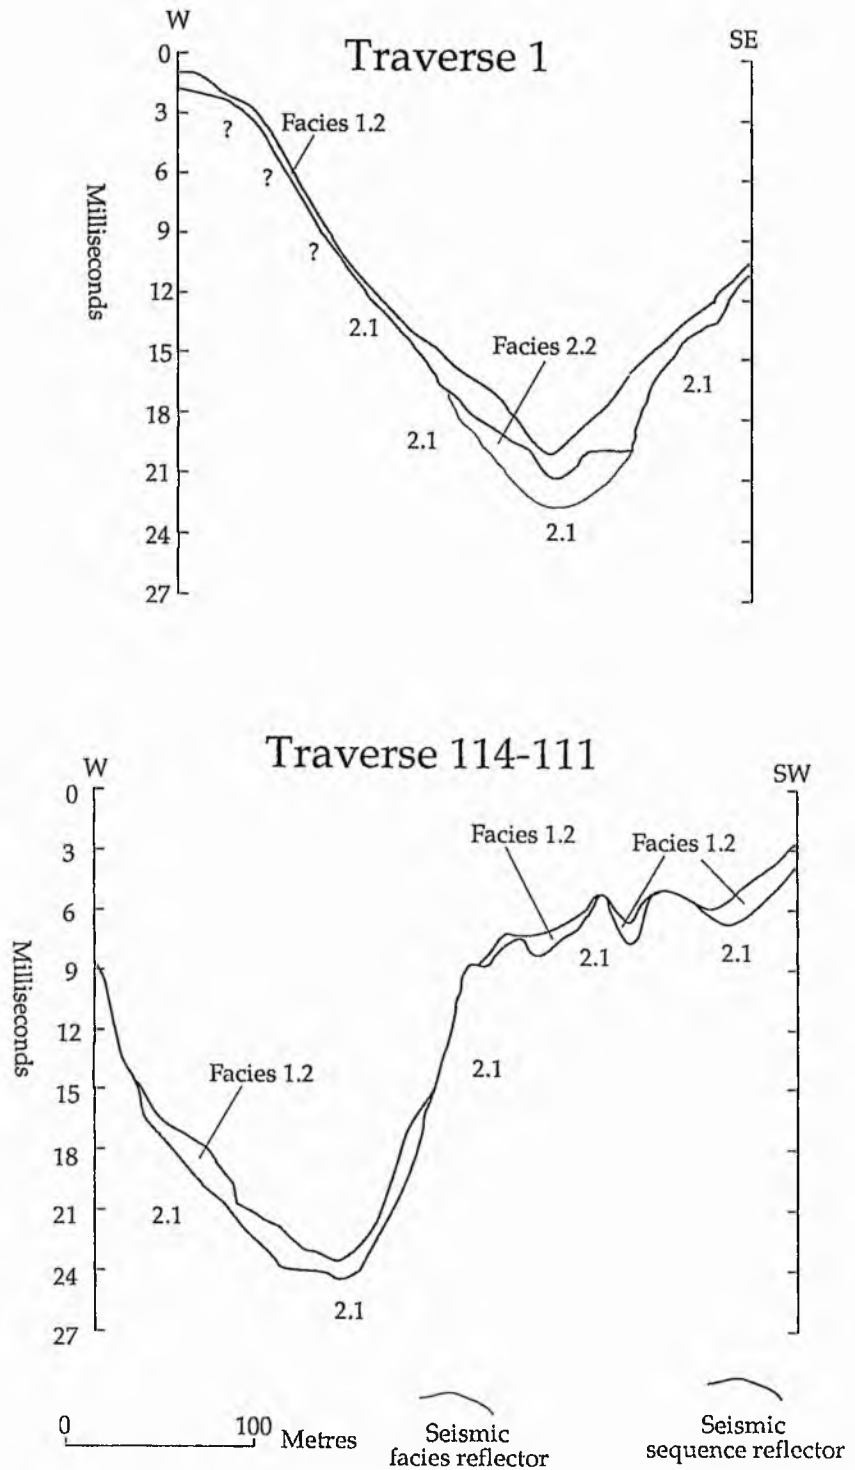 W
Traverse 1
SE
0
3
6
9
12
15
18
21
24
27
Milliseconds
Facies 1.2
?
?
?
2.1
Facies 2.2
2.1
2.1
2.1
Traverse 114-111
W
SW
0
3
6
9
12
15
18
21
24
27
Milliseconds
Facies 1.2
Facies 1.2
2.1
2.1
2.1
Facies 1.2
2.1
2.1
0
100
Metres
Seismic
facies reflector
Seismic
sequence reflector